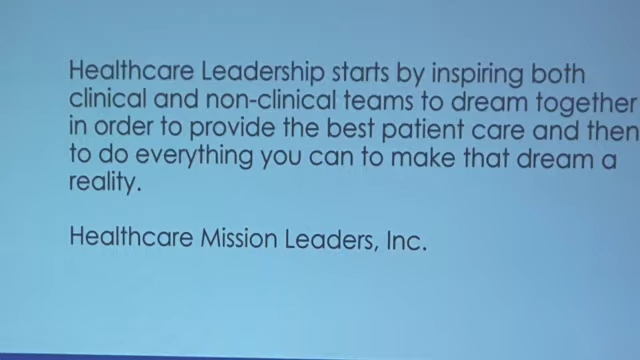 Healthcare Leadership starts by inspiring both
clinical and non-clinical teams to dream together
in order to provide the best patient care and then
to do everything you can to make that dream a
reality.
Healthcare Mission Leaders, Inc.